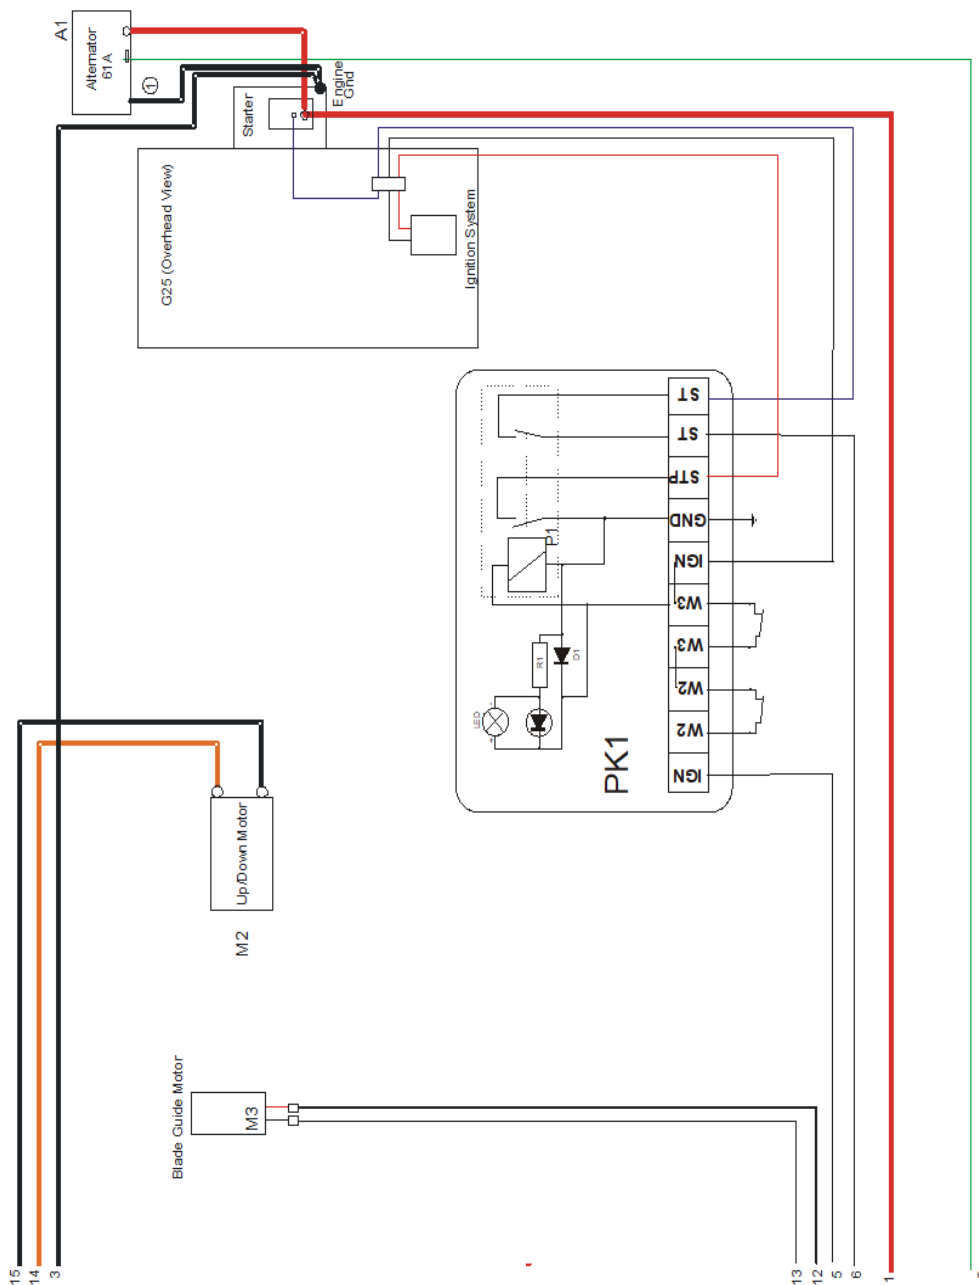 A1
Alternator
61A
1
Engine
Gnd
Starter
G25 (Overhead View)
Ignition System
ST
ST
STP
GND
IGN
W3
W3
W2
W2
IGN
P1
R1
D1
LED
-
+
PK1
Up/Down Motor
M2
Blade Guide Motor
M3
15
14
3
13
12
5
6
1